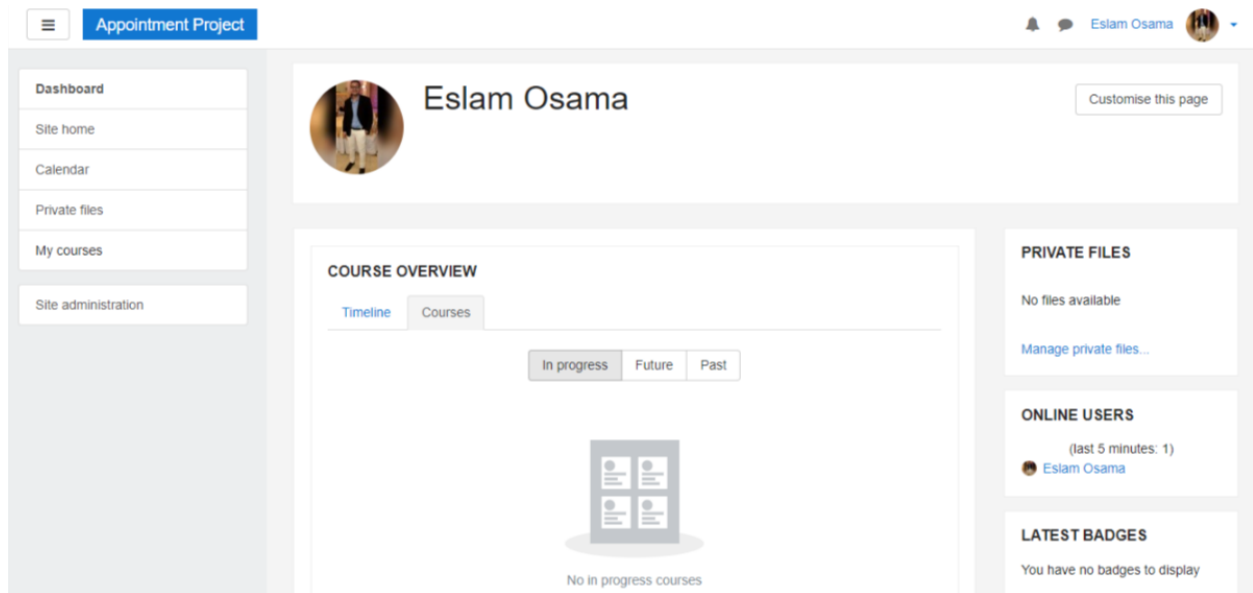 Appointment Project
Eslam Osama
Dashboard
Site home
Calendar
Private files
My courses
Site administration
Eslam Osama
Customise this page
COURSE OVERVIEW
Timeline Courses
In progress Future Past
No in progress courses
PRIVATE FILES
No files available
Manage private files...
ONLINE USERS
(last 5 minutes: 1)
Eslam Osama
LATEST BADGES
You have no badges to display